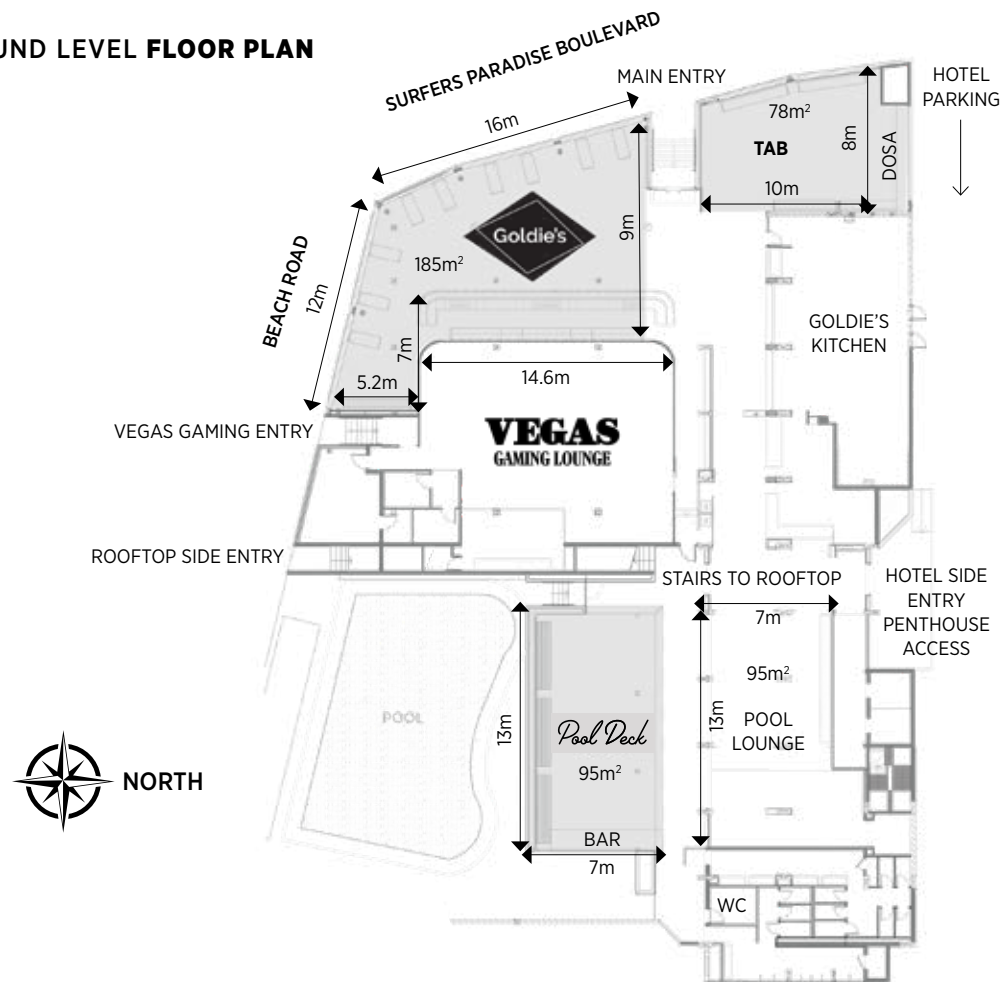 UND LEVEL FLOOR PLAN
SURFERS PARADISE BOULEVARD
MAIN ENTRY
HOTEL
PARKING
16m
78m²
TAB
8m
DOSA
10m
Goldie's
9m
185m²
BEACH ROAD
12m
7m
GOLDIE'S
KITCHEN
5.2m
14.6m
VEGAS
GAMING LOUNGE
VEGAS GAMING ENTRY
ROOFTOP SIDE ENTRY
STAIRS TO ROOFTOP
HOTEL SIDE
ENTRY
PENTHOUSE
ACCESS
7m
95m²
POOL
13m
Pool Deck
13m
POOL
LOUNGE
95m²
NORTH
BAR
7m
WC